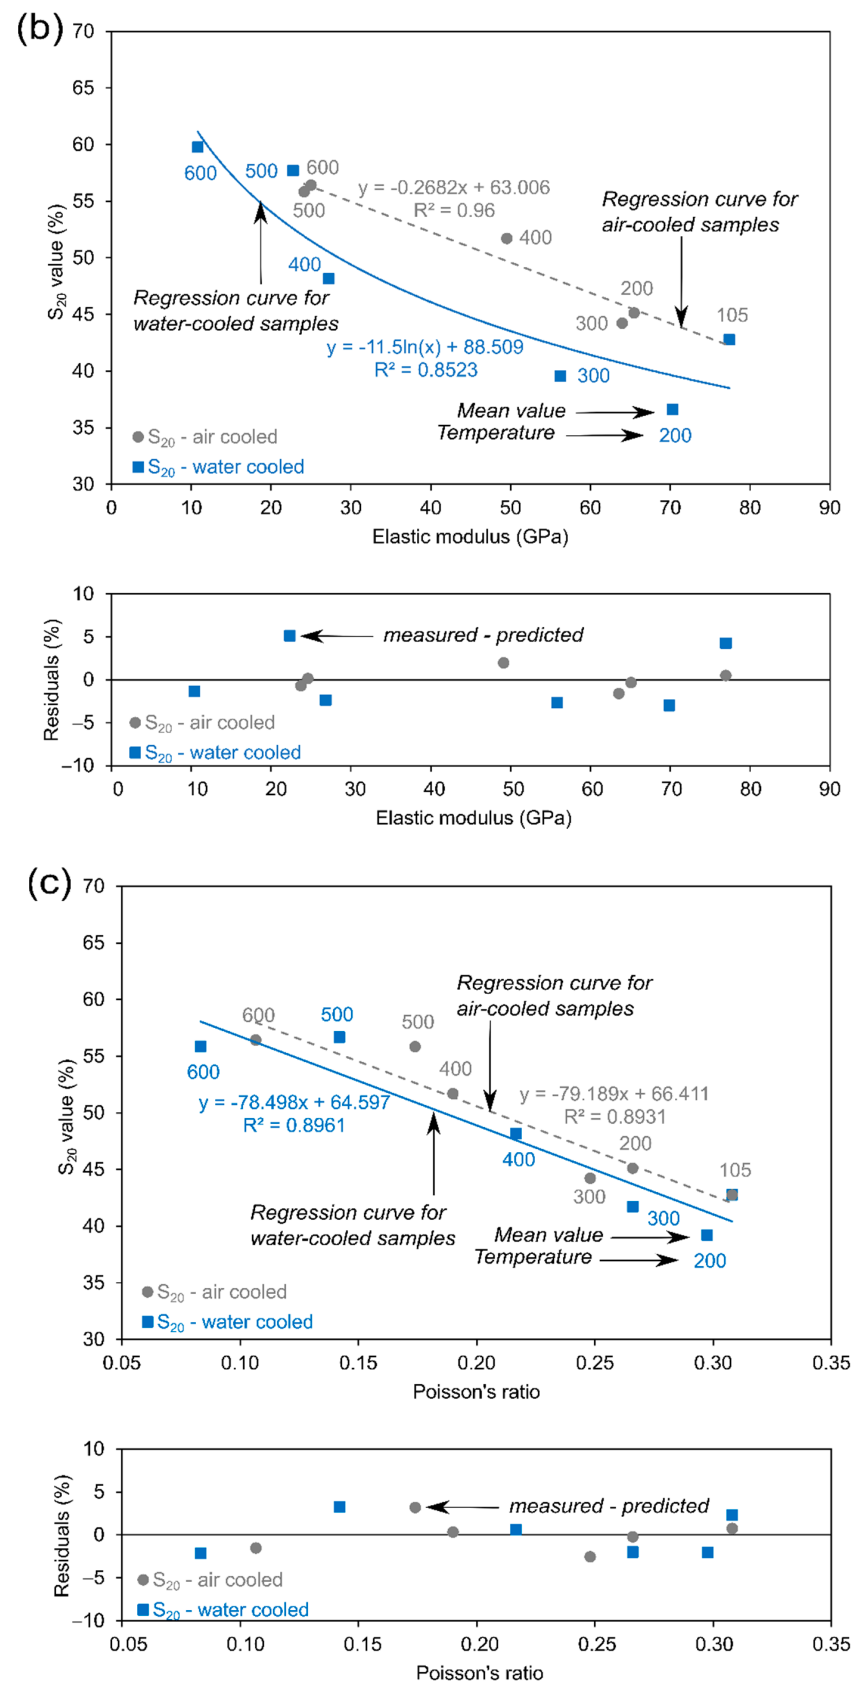 (b)
70
65
60
55
50
45
40
35
30
S20 value (%)
600
500
600
500
y = -0.2682x + 63.006
R² = 0.96
Regression curve for
air-cooled samples
400
400
Regression curve for
water-cooled samples
200
300
105
y = -11.5ln(x) + 88.509
R² = 0.8523
300
Mean value
Temperature
200
S20 - air cooled
S20 - water cooled
0 10 20 30 40 50 60 70 80 90
Elastic modulus (GPa)
10
5
0
−5
−10
Residuals (%)
measured - predicted
S20 - air cooled
S20 - water cooled
0 10 20 30 40 50 60 70 80 90
Elastic modulus (GPa)
(c)
70
65
60
55
50
45
40
35
30
S20 value (%)
Regression curve for
air-cooled samples
600
500
500
600
400
y = -78.498x + 64.597
R² = 0.8961
y = -79.189x + 66.411
R² = 0.8931
200
400
105
300
Regression curve for
water-cooled samples
300
Mean value
Temperature
200
S20 - air cooled
S20 - water cooled
0.05 0.10 0.15 0.20 0.25 0.30 0.35
Poisson's ratio
10
5
0
−5
−10
Residuals (%)
measured - predicted
S20 - air cooled
S20 - water cooled
0.05 0.10 0.15 0.20 0.25 0.30 0.35
Poisson's ratio